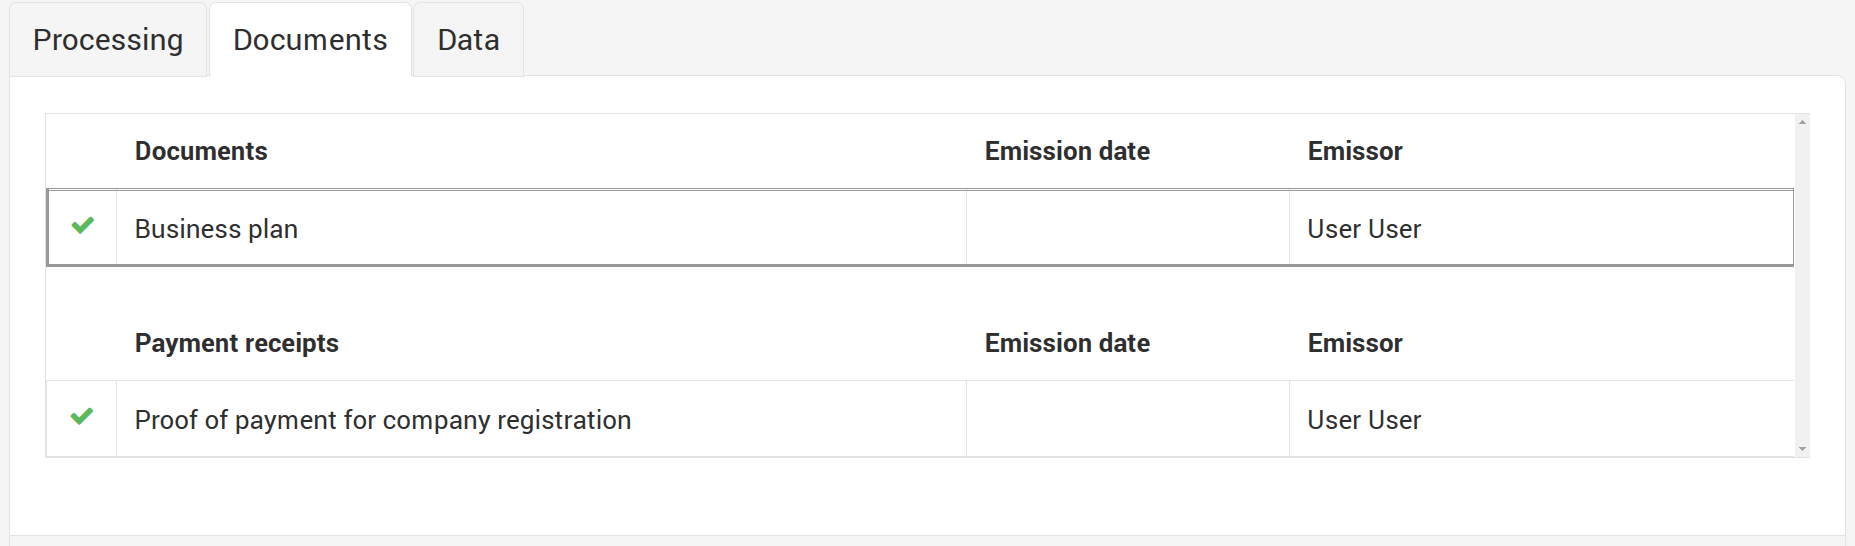 Processing Documents Data
Documents Emission date Emissor
Business plan User User
Payment receipts Emission date Emissor
Proof of payment for company registration User User